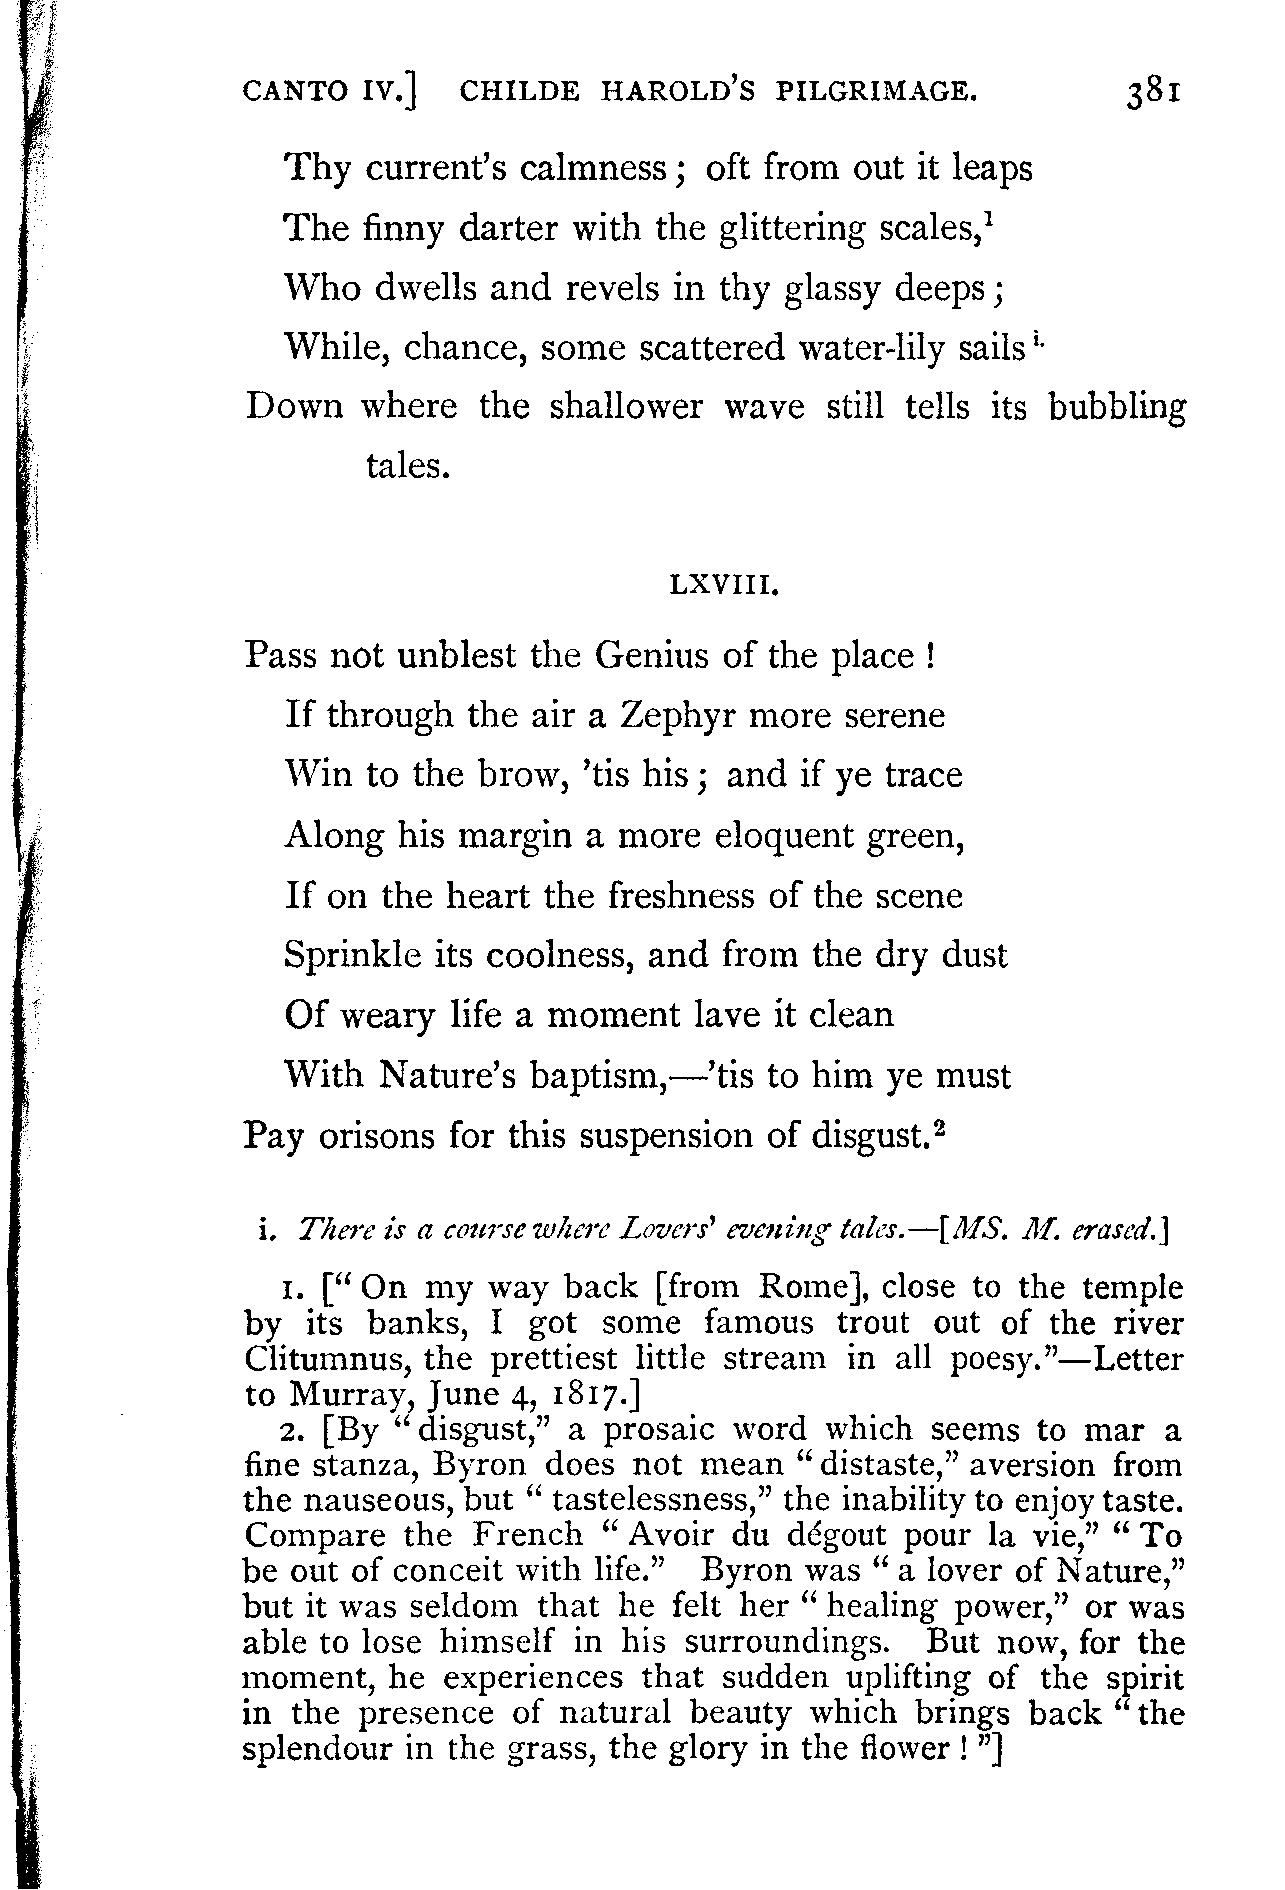 CANTO IV.] CHILDE HAROLD'S PILGRIMAGE. 381
Thy current's calmness; oft from out it leaps
The finny darter with the glittering scales,¹
Who dwells and revels in thy glassy deeps;
While, chance, some scattered water-lily sails i.
Down where the shallower wave still tells its bubbling
tales.
LXVIII.
Pass not unblest the Genius of the place!
If through the air a Zephyr more serene
Win to the brow, 'tis his; and if ye trace
Along his margin a more eloquent green,
If on the heart the freshness of the scene
Sprinkle its coolness, and from the dry dust
Of weary life a moment lave it clean
With Nature's baptism,—'tis to him ye must
Pay orisons for this suspension of disgust.²
i. There is a course where Lovers' evening tales.—[MS. M. erased.]
1. ["On my way back [from Rome], close to the temple
by its banks, I got some famous trout out of the river
Clitumnus, the prettiest little stream in all poesy."—Letter
to Murray, June 4, 1817.]
2. [By "disgust," a prosaic word which seems to mar a
fine stanza, Byron does not mean "distaste," aversion from
the nauseous, but "tastelessness," the inability to enjoy taste.
Compare the French "Avoir du dégout pour la vie," "To
be out of conceit with life." Byron was "a lover of Nature,"
but it was seldom that he felt her "healing power," or was
able to lose himself in his surroundings. But now, for the
moment, he experiences that sudden uplifting of the spirit
in the presence of natural beauty which brings back "the
splendour in the grass, the glory in the flower!"]